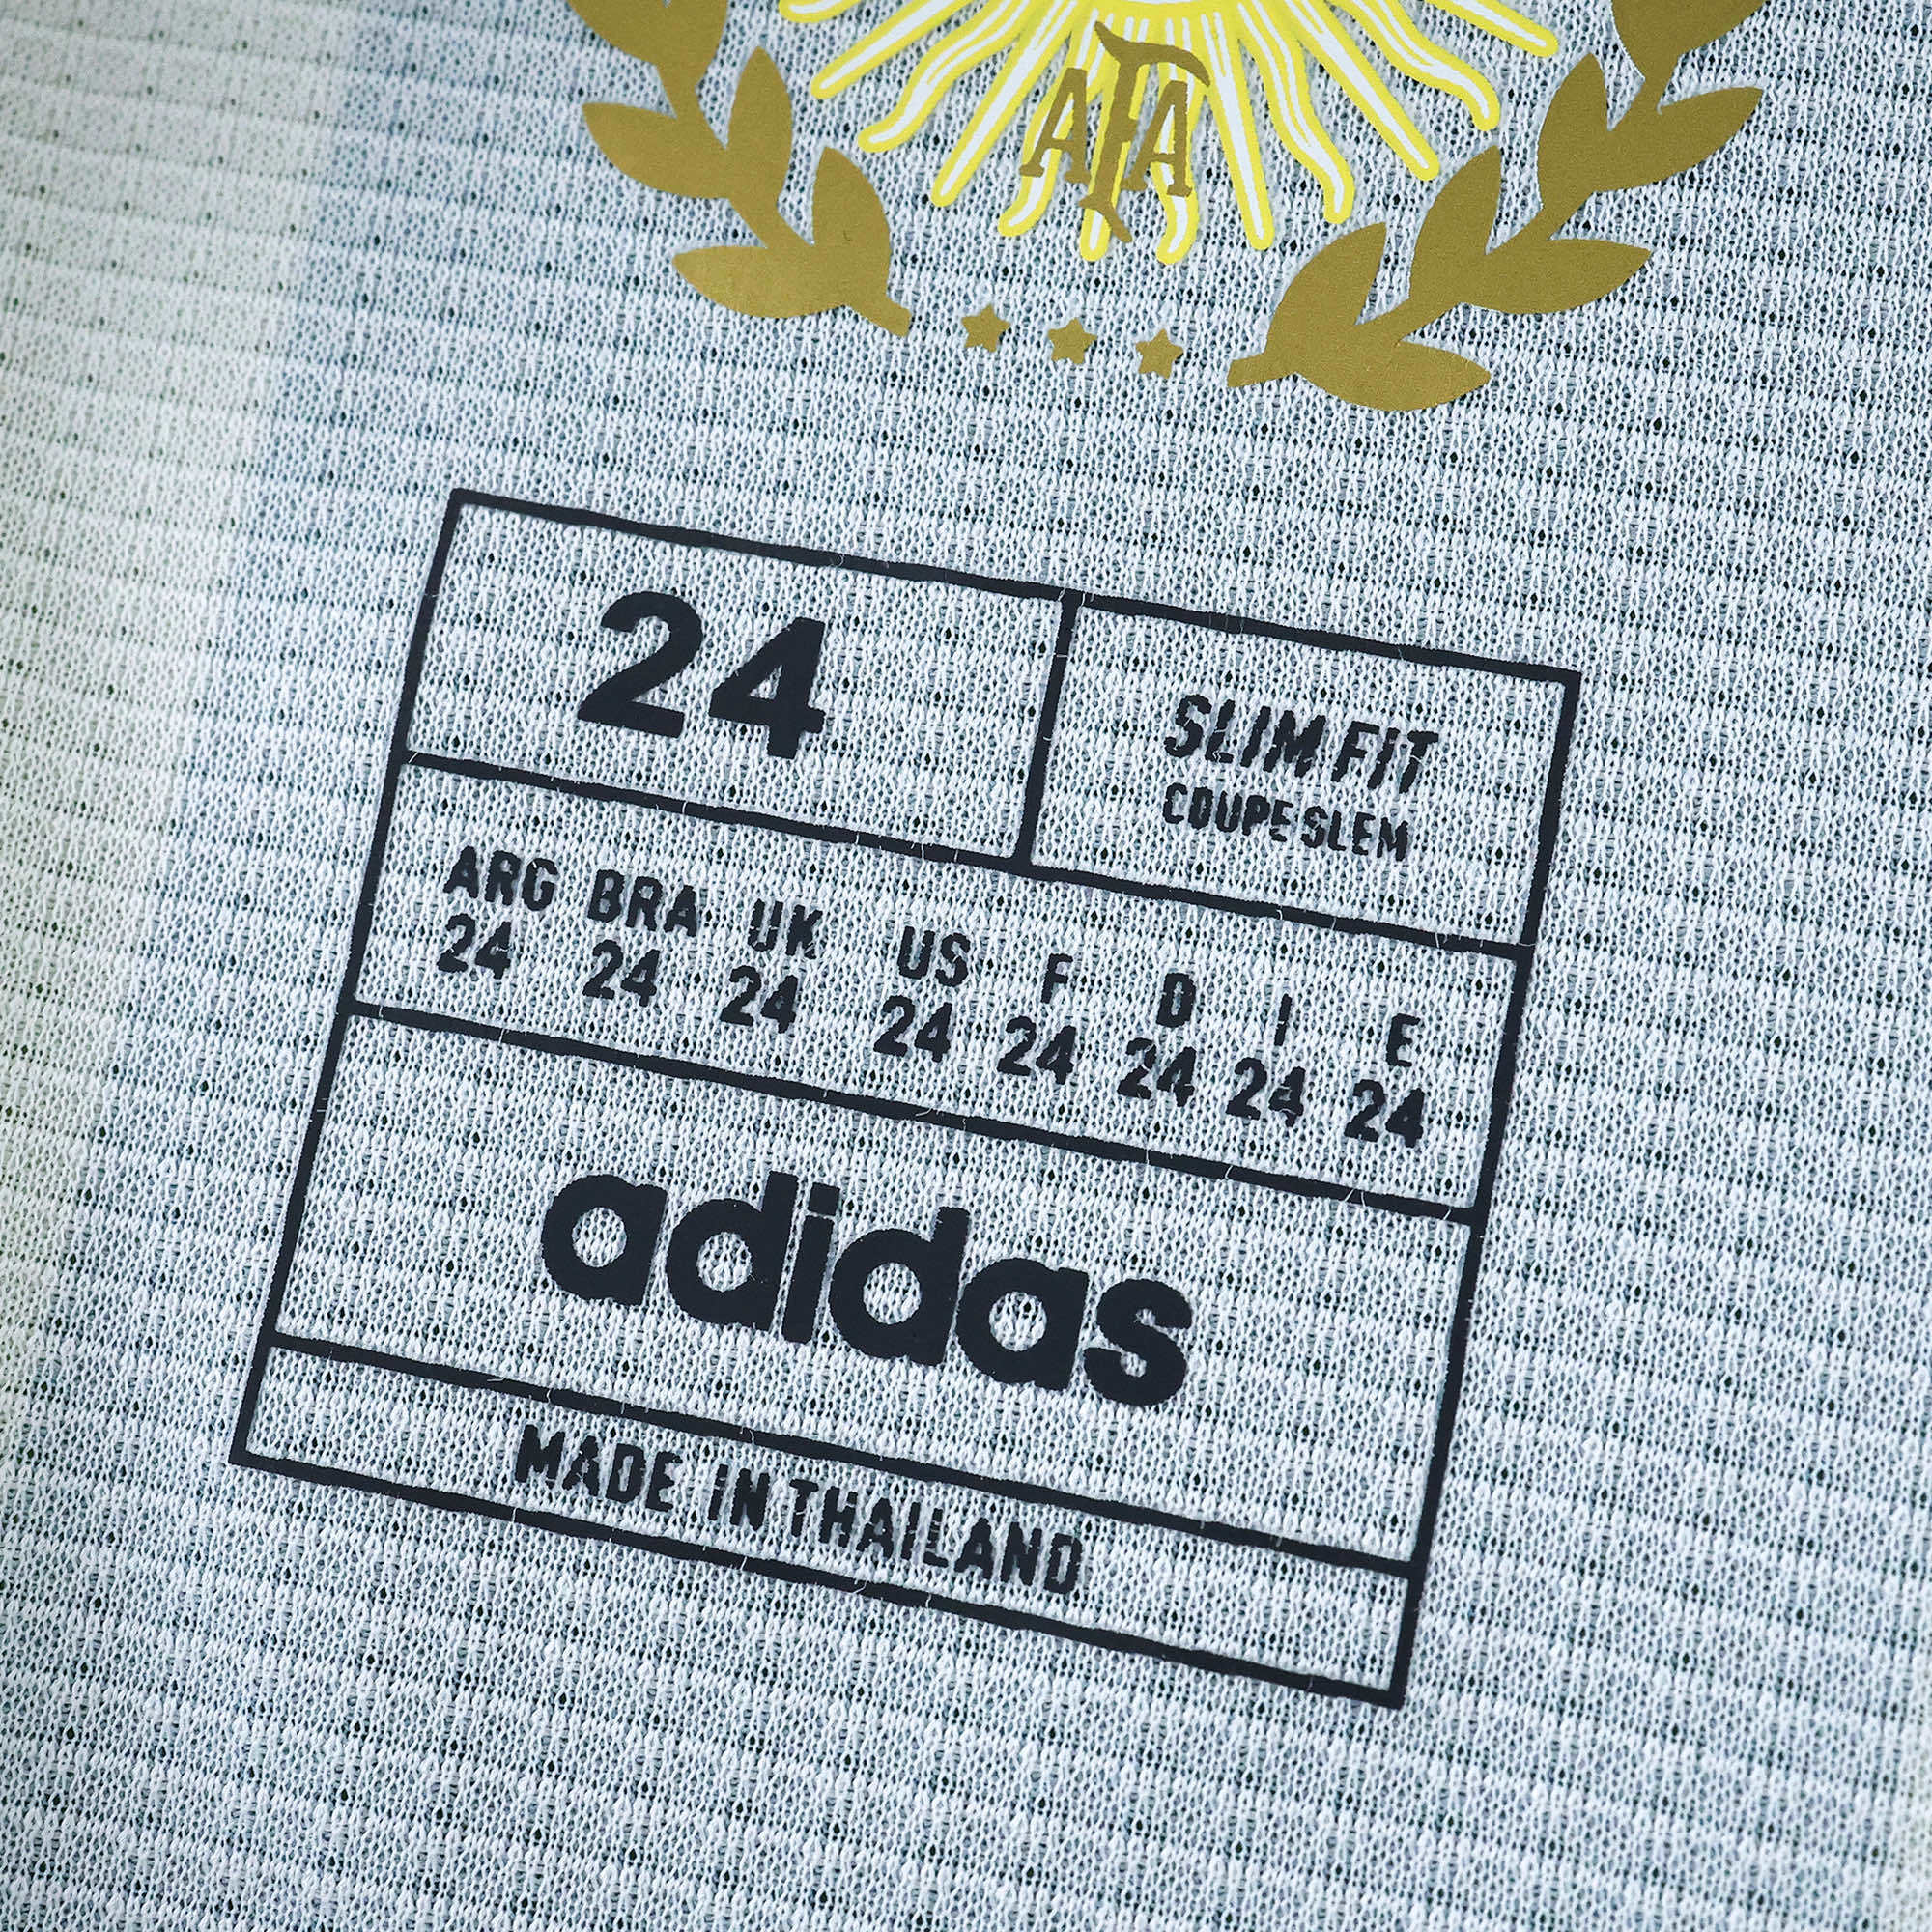 AFA
24
SLIM FIT
COUPE SLEM
ARG BRA UK US F D I E
24 24 24 24 24 24 24 24
adidas
MADE IN THAILAND